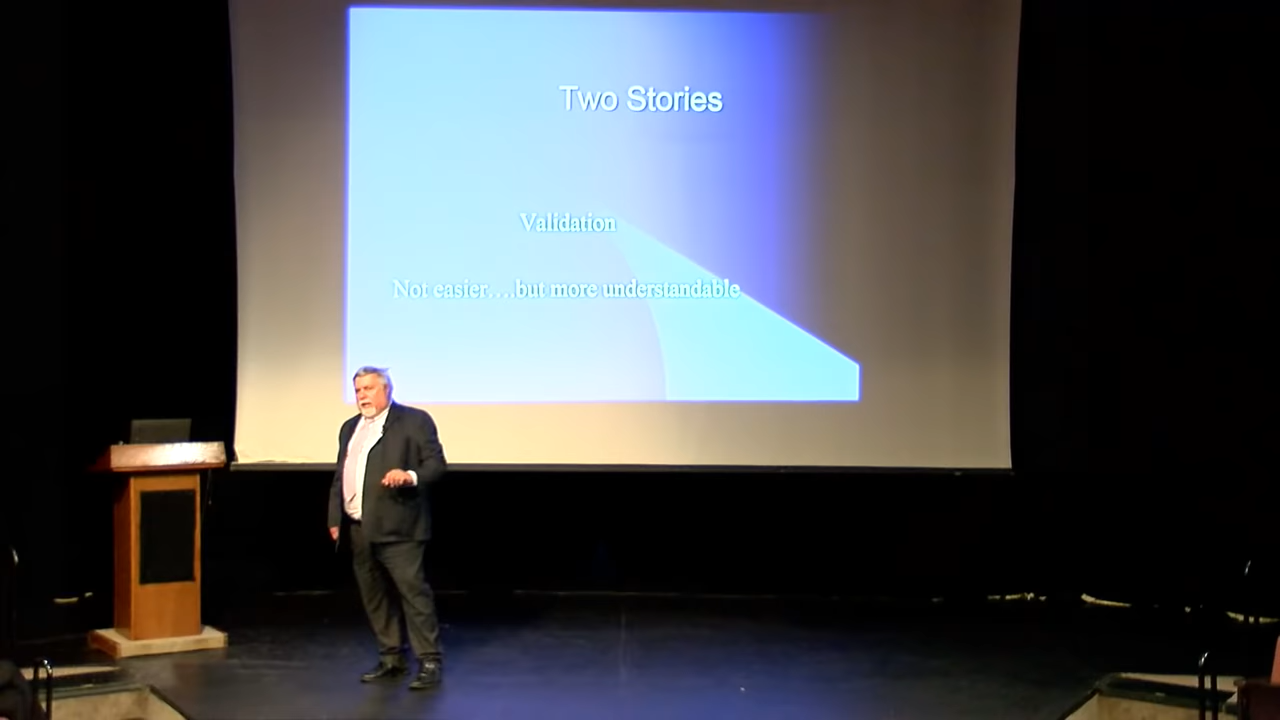 Two Stories
Validation
Not easier....but more understandable